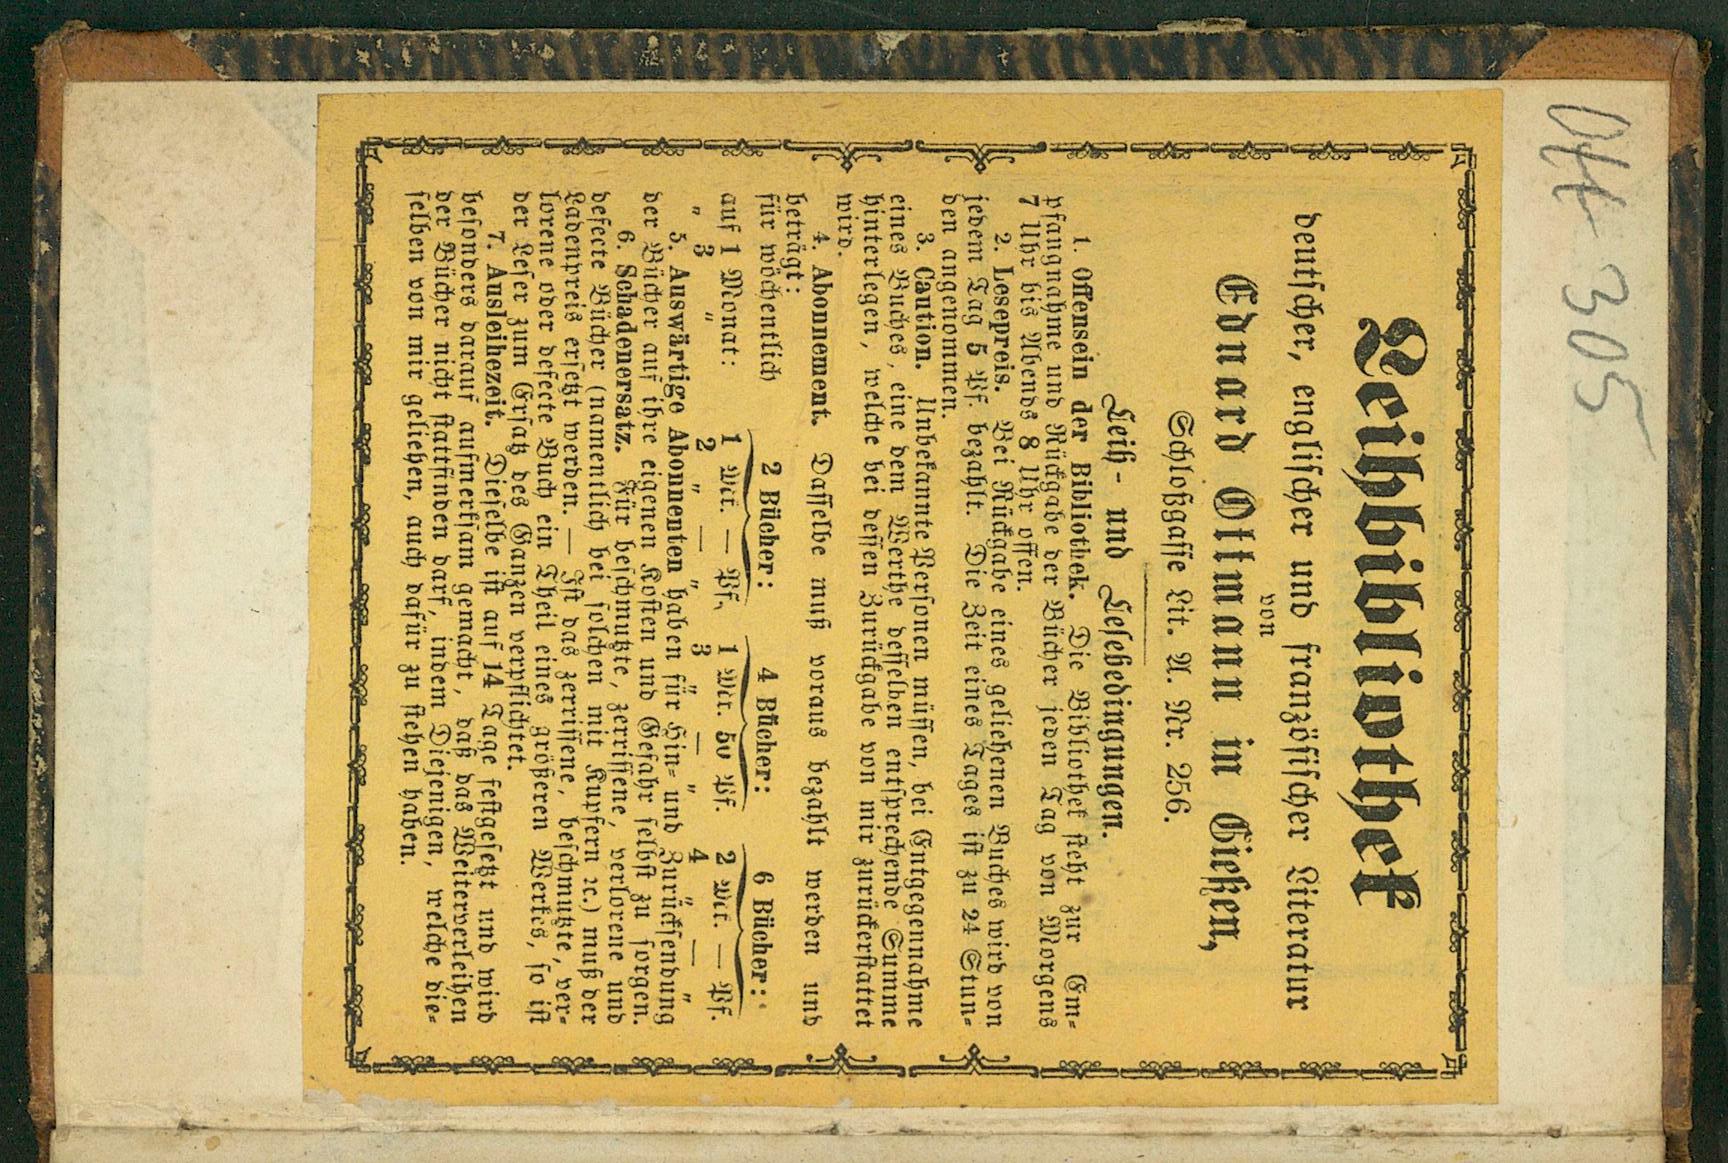 Ott 305
Leihbibliothek
deutscher, englischer und französischer Literatur
von
Eduard Ottmann in Gießen,
Schloßgasse Lit. A. Nr. 256.
Leih- und Lesebedingungen.
1. Offensein der Bibliothek. Die Bibliothek steht zur Em-
pfangnahme und Rückgabe der Bücher jeden Tag von Morgens
7 Uhr bis Abends 8 Uhr offen.
2. Lesepreis. Bei Rückgabe eines geliehenen Buches wird von
jedem Tag 5 Pf. bezahlt. Die Zeit eines Tages ist zu 24 Stun-
den angenommen.
3. Caution. Unbekannte Personen müssen, bei Entgegennahme
eines Buches, eine dem Werthe desselben entsprechende Summe
hinterlegen, welche bei dessen Zurückgabe von mir zurückerstattet
wird.
4. Abonnement. Dasselbe muß voraus bezahlt werden und
beträgt:
für wöchentlich 2 Bücher: 4 Bücher: 6 Bücher:
auf 1 Monat: 1 Mk. — Pf. 1 Mk. 50 Pf. 2 Mk. — Pf.
" 3 " 2 " — " 3 " — " 4 " — "
5. Auswärtige Abonnenten haben für Hin- und Zurücksendung
der Bücher auf ihre eigenen Kosten und Gefahr selbst zu sorgen.
6. Schadenersatz. Für beschmutzte, zerrissene, verlorene und
defecte Bücher (namentlich bei solchen mit Kupfern ꝛc.) muß der
Ladenpreis ersetzt werden. — Ist das zerrissene, beschmutzte, ver-
lorene oder defecte Buch ein Theil eines größeren Werkes, so ist
der Leser zum Ersatz des Ganzen verpflichtet.
7. Ausleihezeit. Dieselbe ist auf 14 Tage festgesetzt und wird
besonders darauf aufmerksam gemacht, daß das Weiterverleihen
der Bücher nicht stattfinden darf, indem Diejenigen, welche die-
selben von mir geliehen, auch dafür zu stehen haben.